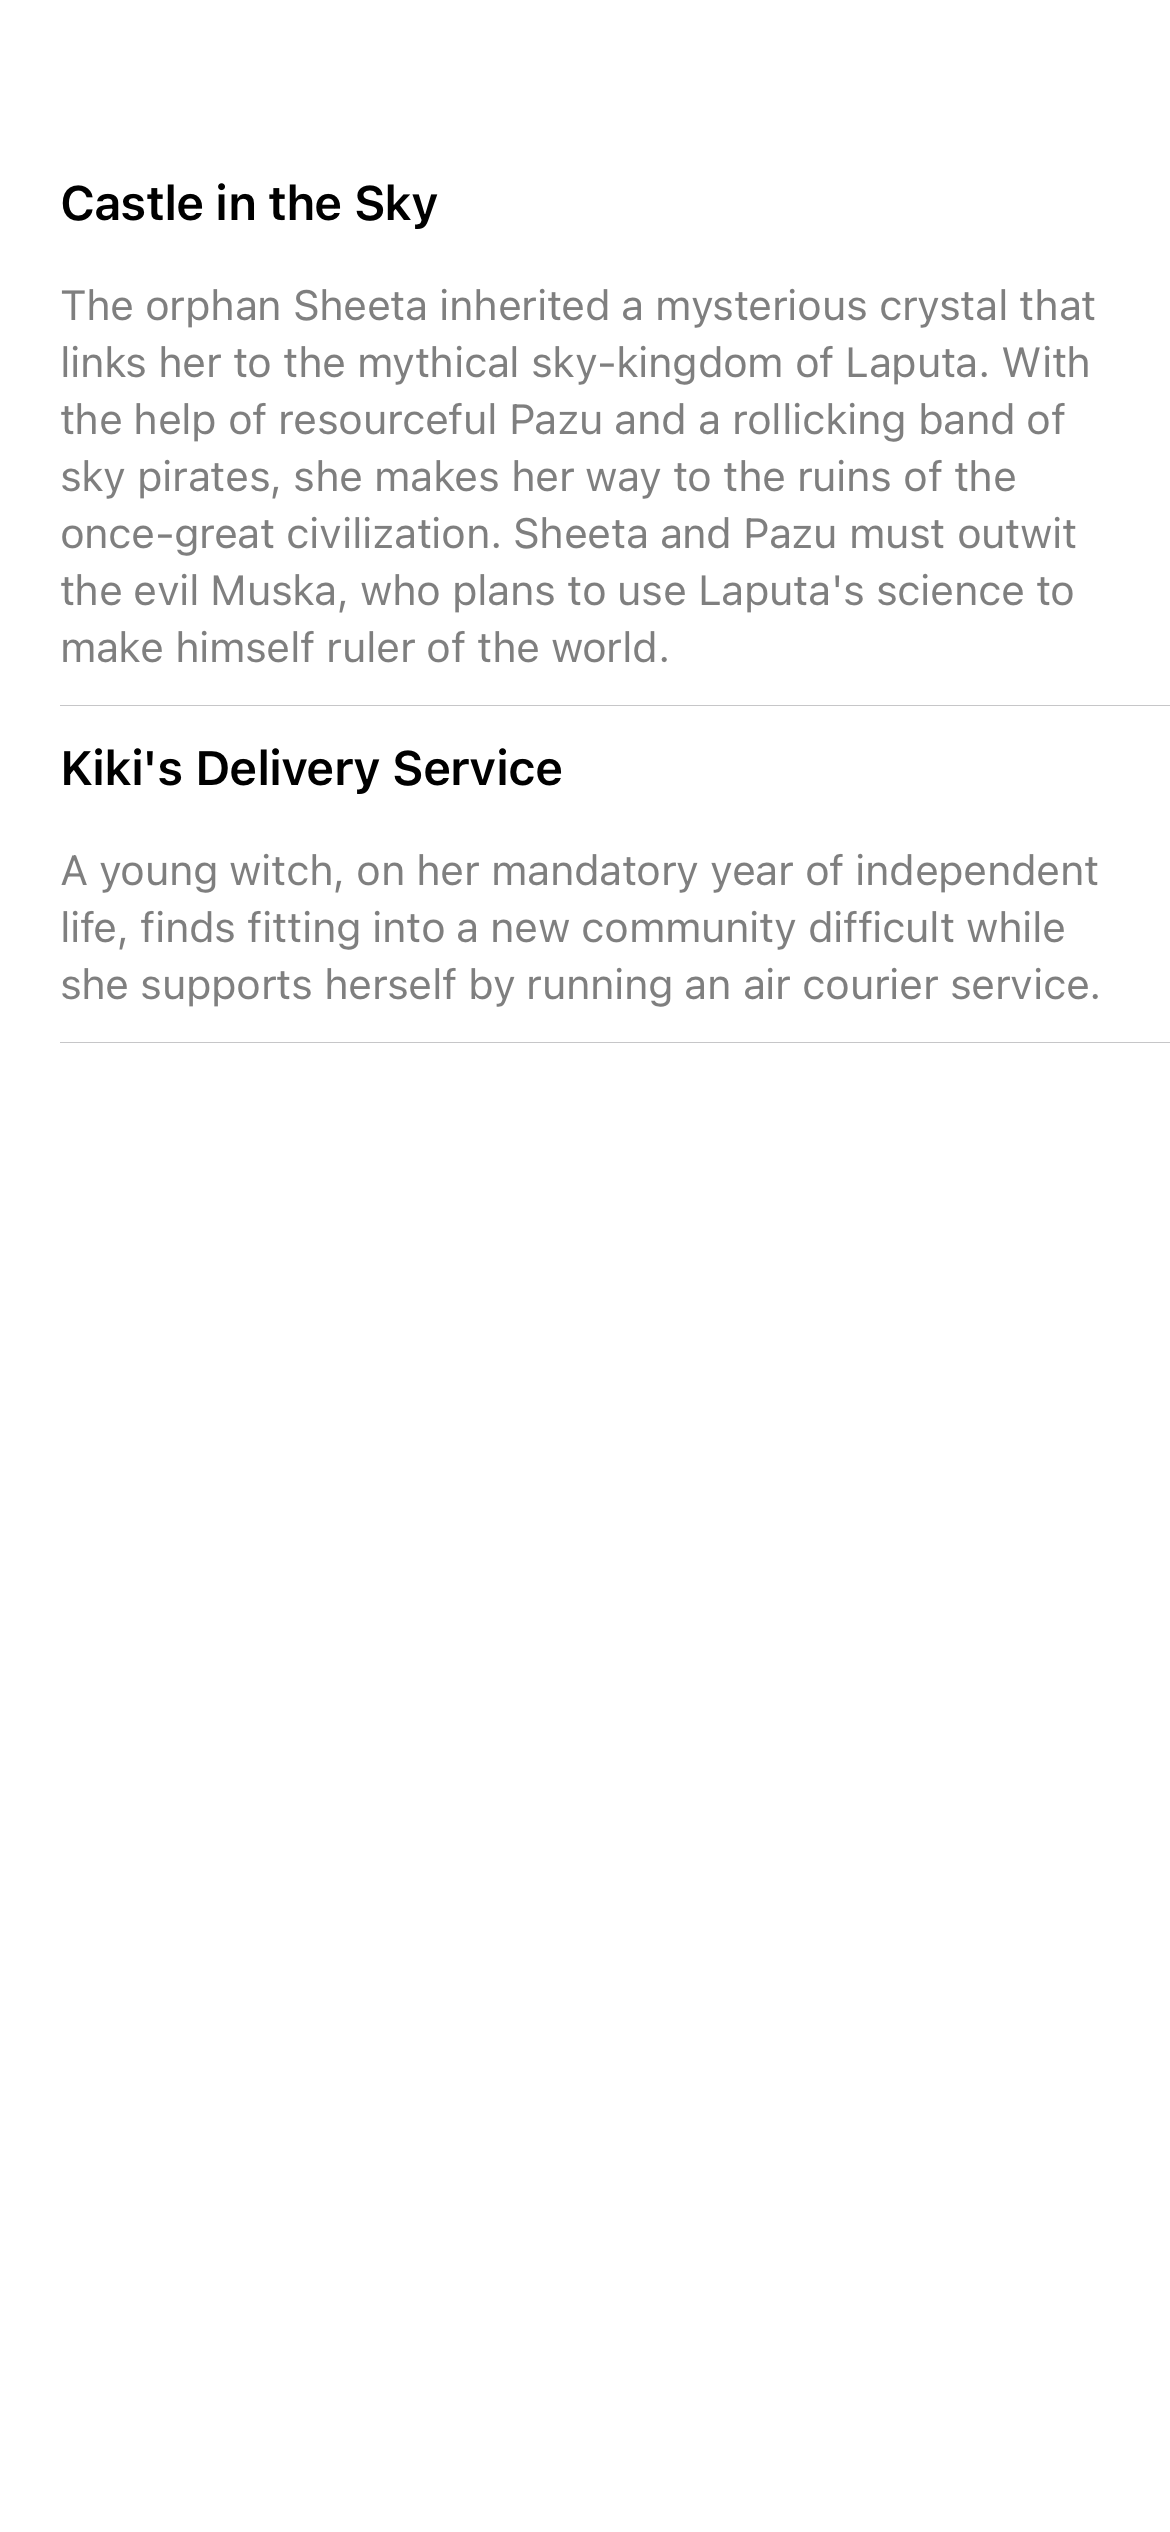 Castle in the Sky
The orphan Sheeta inherited a mysterious crystal that
links her to the mythical sky-kingdom of Laputa. With
the help of resourceful Pazu and a rollicking band of
sky pirates, she makes her way to the ruins of the
once-great civilization. Sheeta and Pazu must outwit
the evil Muska, who plans to use Laputa's science to
make himself ruler of the world.
Kiki's Delivery Service
A young witch, on her mandatory year of independent
life, finds fitting into a new community difficult while
she supports herself by running an air courier service.